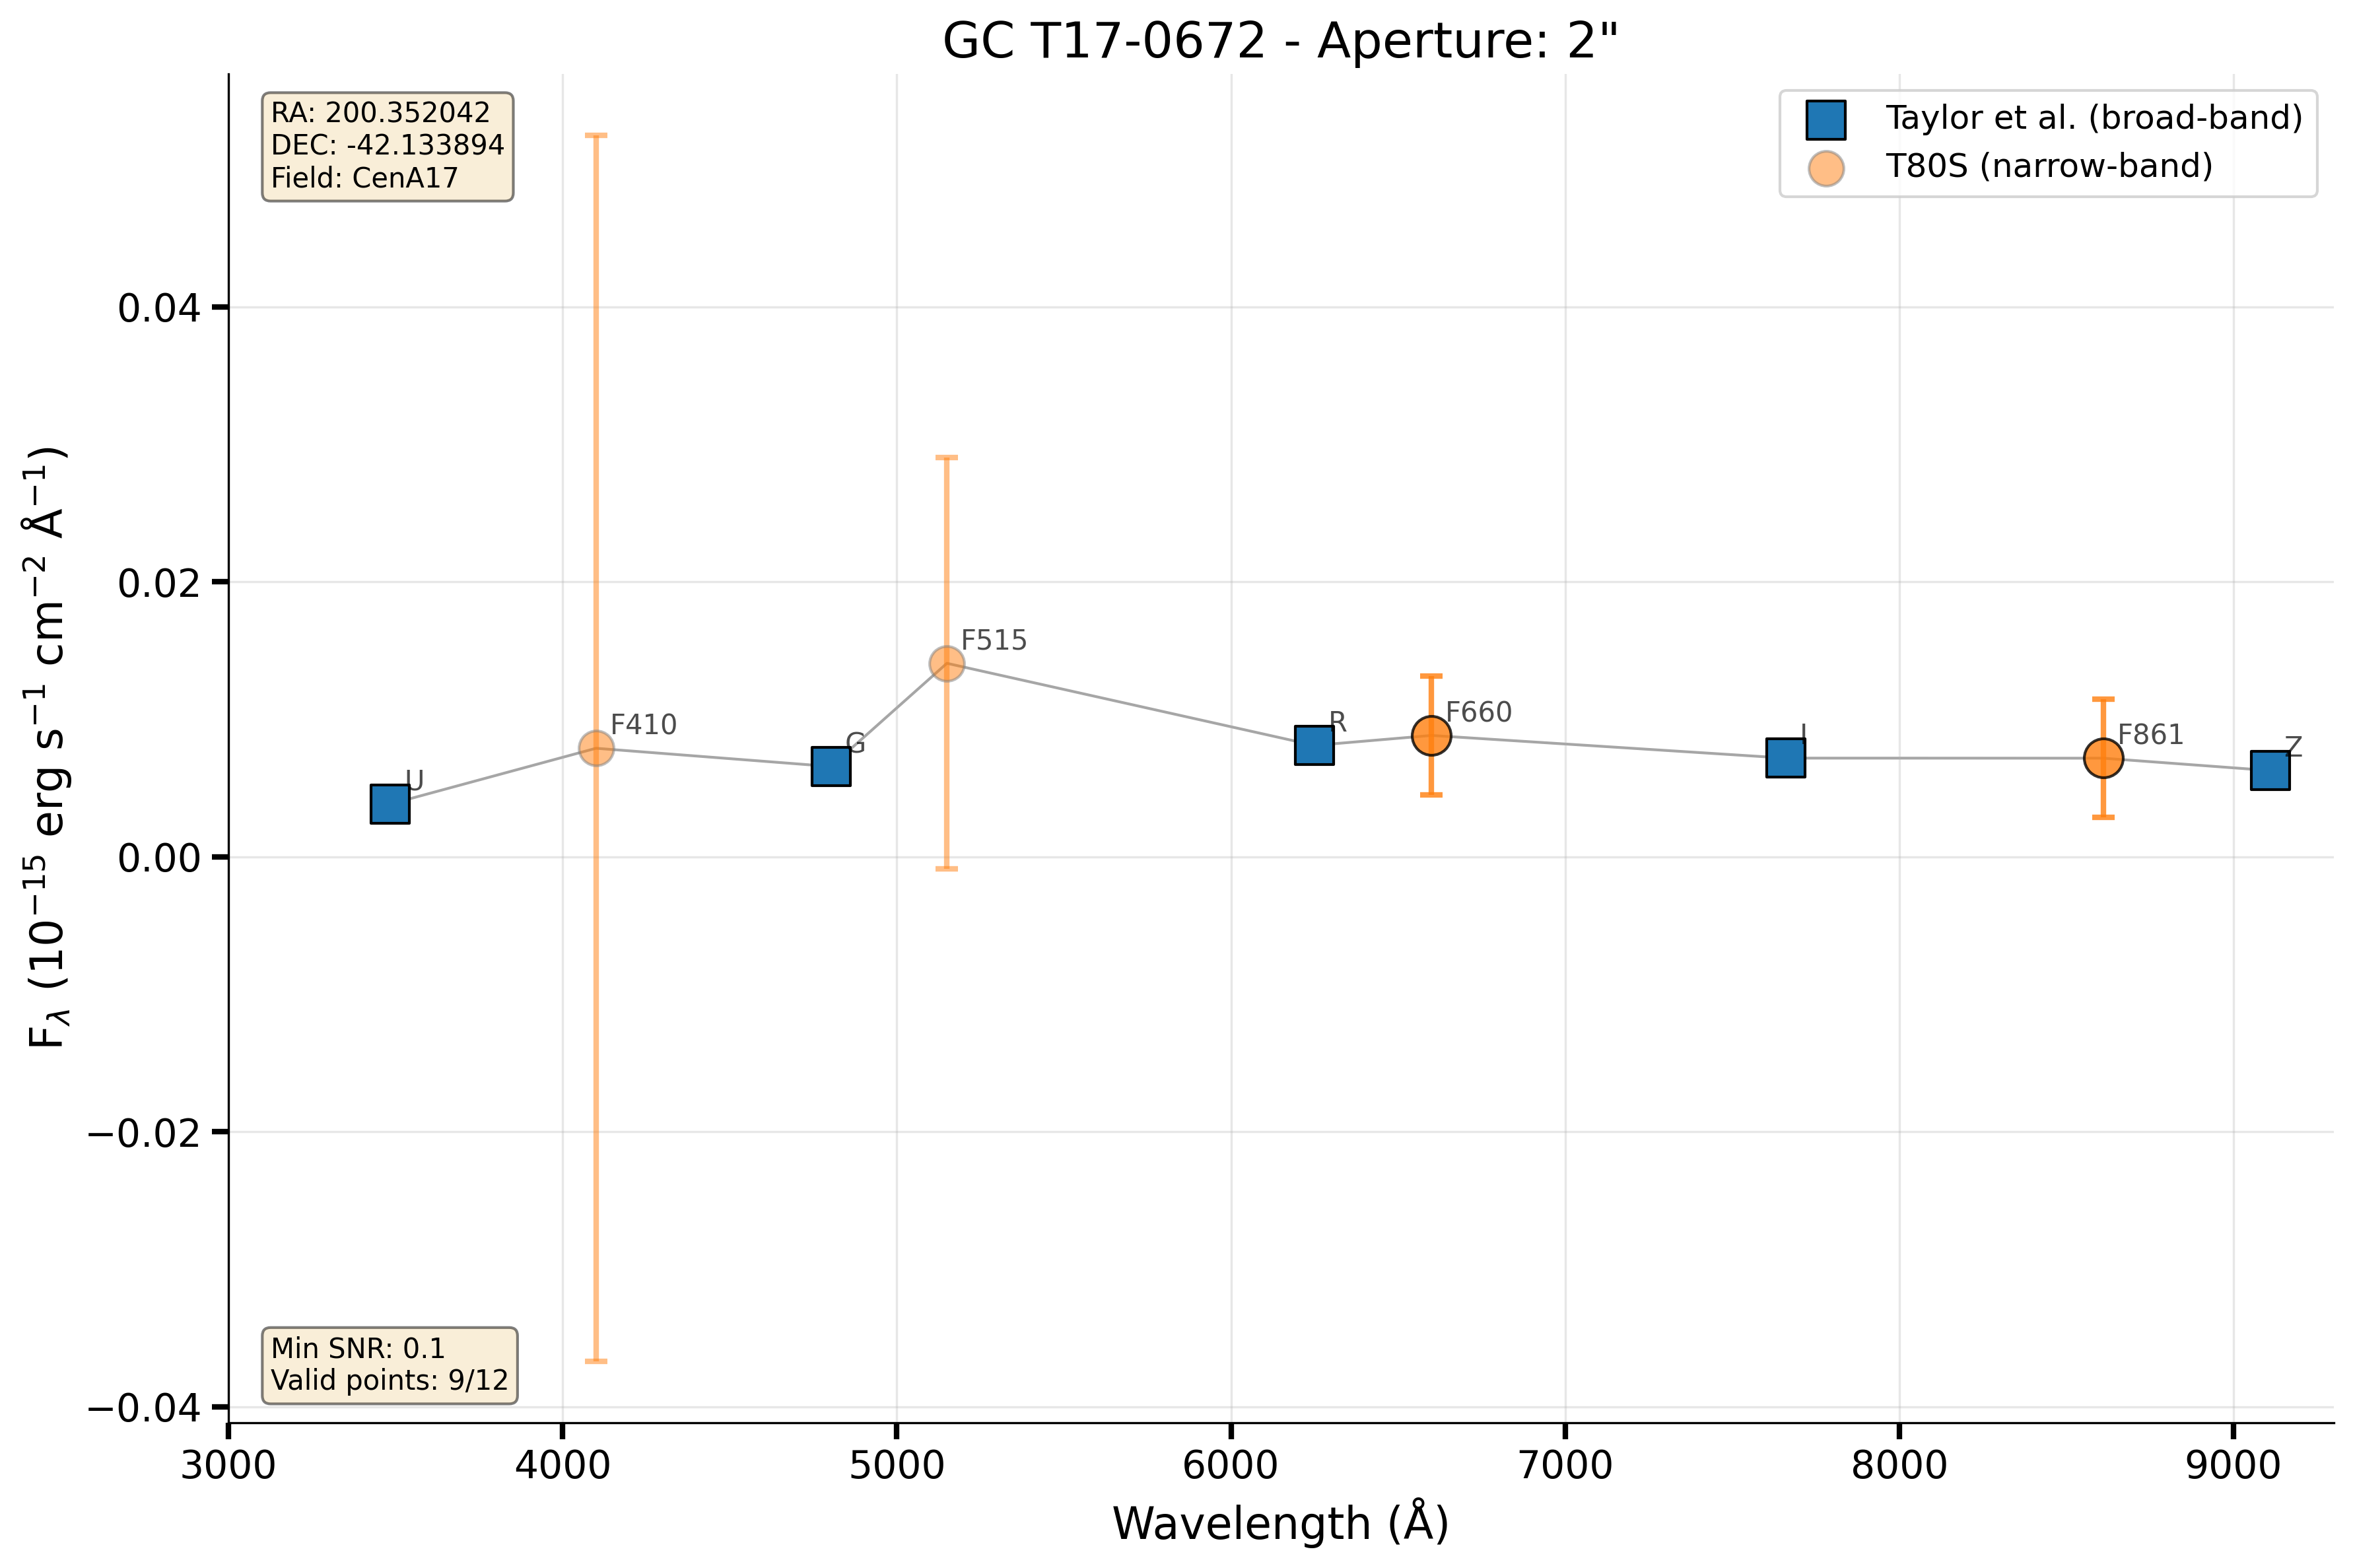 GC T17-0672 - Aperture: 2"
RA: 200.352042
DEC: -42.133894
Field: CenA17
Taylor et al. (broad-band)
T80S (narrow-band)
F_λ (10⁻¹⁵ erg s⁻¹ cm⁻² Å⁻¹)
0.04
0.02
0.00
−0.02
−0.04
U
F410
G
F515
R
F660
I
F861
Z
Min SNR: 0.1
Valid points: 9/12
3000 4000 5000 6000 7000 8000 9000
Wavelength (Å)